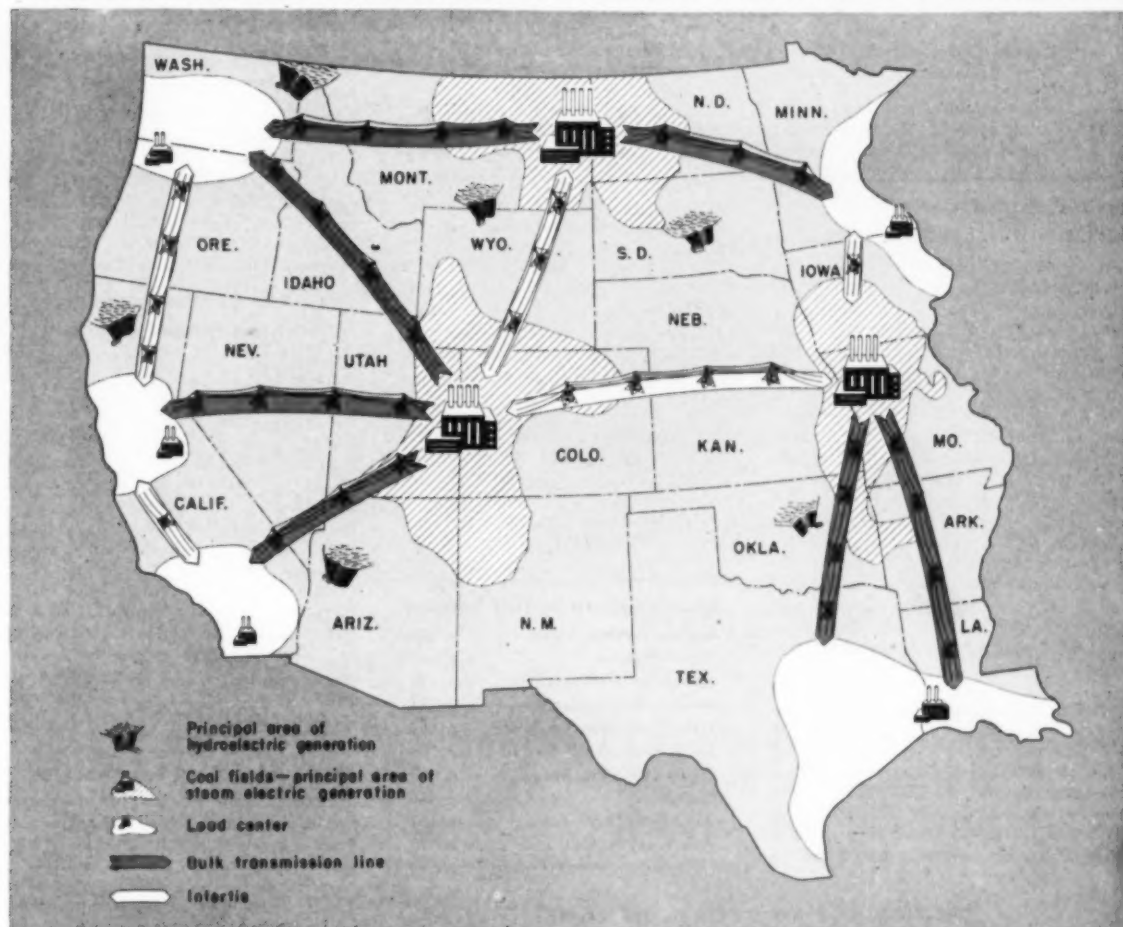 WASH.
N.D.
MINN.
MONT.
ORE.
WYO.
S.D.
IDAHO
IOWA
NEB.
NEV.
UTAH
COLO.
KAN.
MO.
CALIF.
OKLA.
ARK.
ARIZ.
N.M.
LA.
TEX.
Principal area of
hydroelectric generation
Coal fields—principal area of
steam electric generation
Load center
Bulk transmission line
Intertie